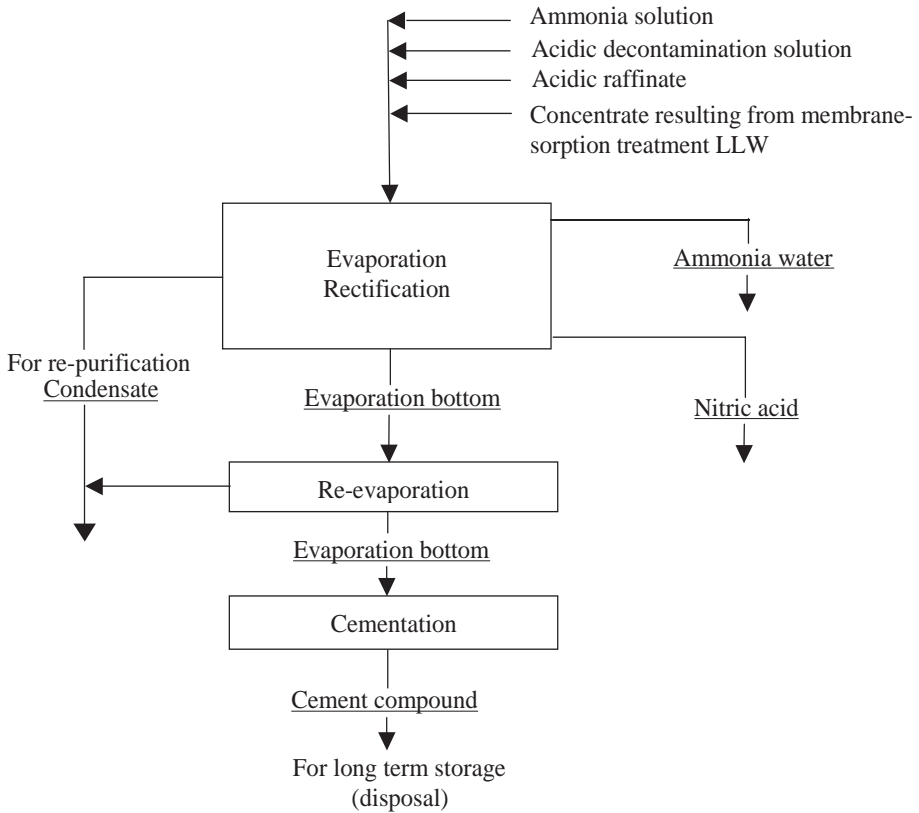 Ammonia solution
Acidic decontamination solution
Acidic raffinate
Concentrate resulting from membrane-
sorption treatment LLW
Evaporation
Rectification
Ammonia water
For re-purification
Condensate
Evaporation bottom
Nitric acid
Re-evaporation
Evaporation bottom
Cementation
Cement compound
For long term storage
(disposal)